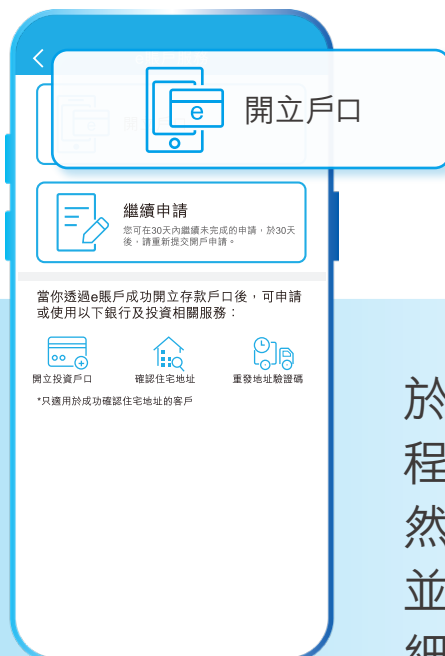 e 開立戶口
繼續申請
您可在30天內繼續未完成的申請，於30天
後，請重新提交開戶申請。
當你透過e賬戶成功開立存款戶口後，可申請
或使用以下銀行及投資相關服務：
開立投資戶口 確認住宅地址 重發地址驗證碼
*只適用於成功確認住宅地址的客戶
於
程
然
並
細